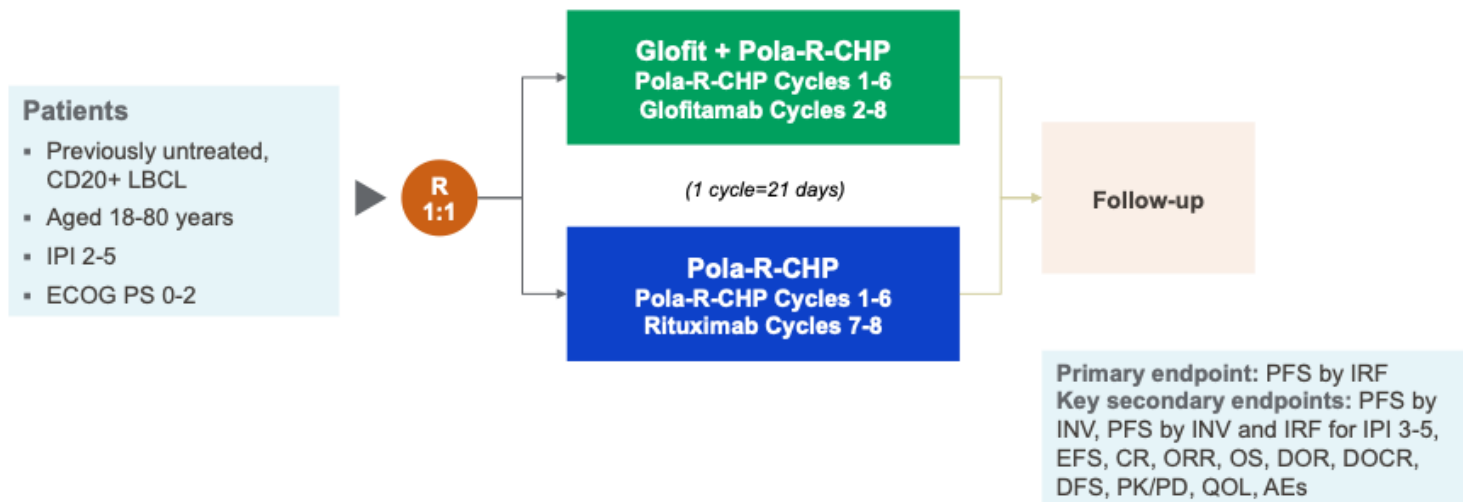 Patients
▪ Previously untreated,
CD20+ LBCL
▪ Aged 18-80 years
▪ IPI 2-5
▪ ECOG PS 0-2
R
1:1
Glofit + Pola-R-CHP
Pola-R-CHP Cycles 1-6
Glofitamab Cycles 2-8
(1 cycle=21 days)
Pola-R-CHP
Pola-R-CHP Cycles 1-6
Rituximab Cycles 7-8
Follow-up
Primary endpoint: PFS by IRF
Key secondary endpoints: PFS by
INV, PFS by INV and IRF for IPI 3-5,
EFS, CR, ORR, OS, DOR, DOCR,
DFS, PK/PD, QOL, AEs